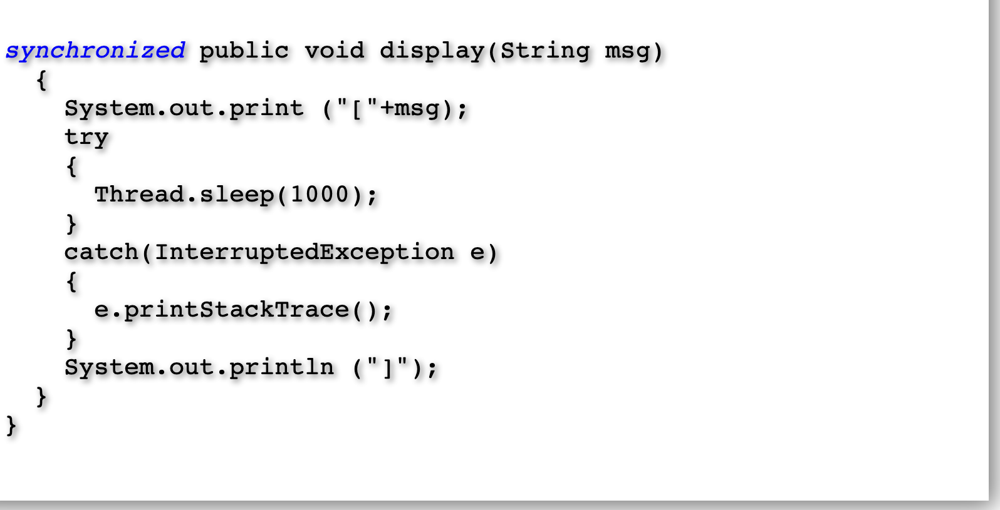 synchronized public void display(String msg)
{
System.out.print ("["+msg);
try
{
Thread.sleep(1000);
}
catch(InterruptedException e)
{
e.printStackTrace();
}
System.out.println ("]");
}
}